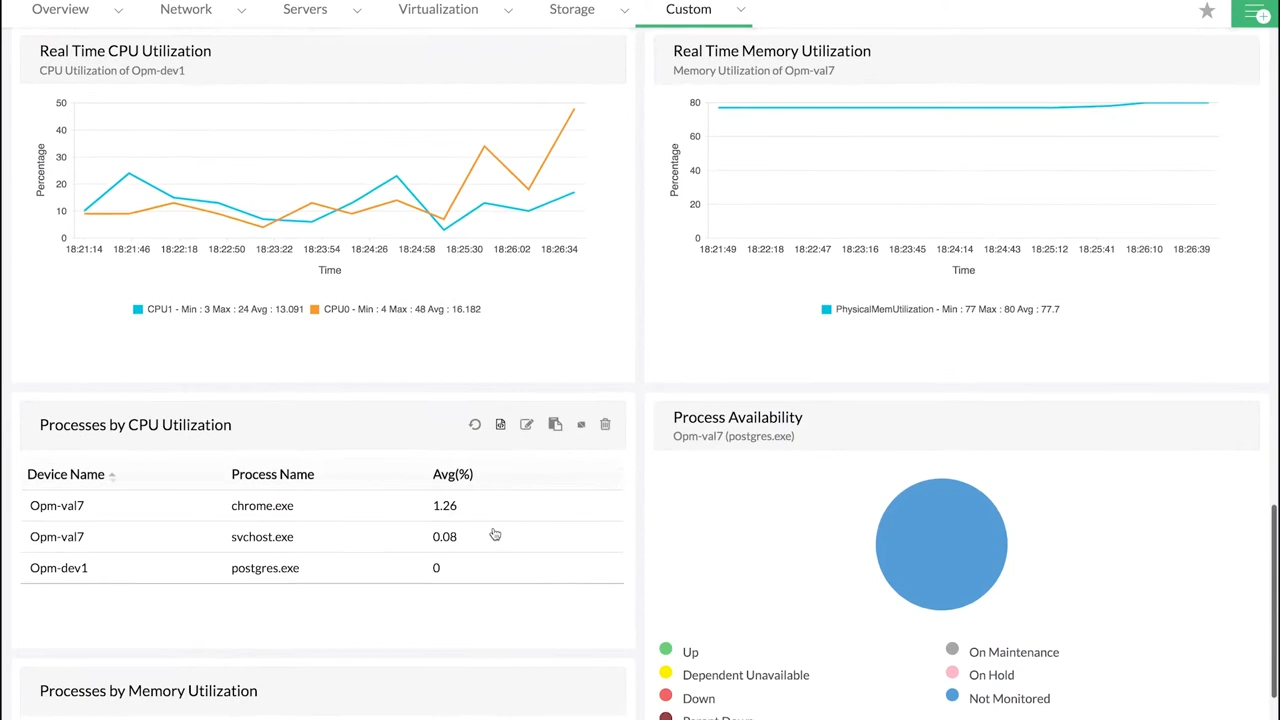 Overview Network Servers Virtualization Storage Custom
Real Time CPU Utilization
CPU Utilization of Opm-dev1
50
40
30
20
10
0
Percentage
18:21:14 18:21:46 18:22:18 18:22:50 18:23:22 18:23:54 18:24:26 18:24:58 18:25:30 18:26:02 18:26:34
Time
CPU1 - Min : 3 Max : 24 Avg : 13.091 CPU0 - Min : 4 Max : 48 Avg : 16.182
Real Time Memory Utilization
Memory Utilization of Opm-val7
80
60
40
20
0
Percentage
18:21:49 18:22:18 18:22:47 18:23:16 18:23:45 18:24:14 18:24:43 18:25:12 18:25:41 18:26:10 18:26:39
Time
PhysicalMemUtilization - Min : 77 Max : 80 Avg : 77.7
Processes by CPU Utilization
Device Name Process Name Avg(%)
Opm-val7 chrome.exe 1.26
Opm-val7 svchost.exe 0.08
Opm-dev1 postgres.exe 0
Process Availability
Opm-val7 (postgres.exe)
Up
Dependent Unavailable
Down
Parent Down
On Maintenance
On Hold
Not Monitored
Processes by Memory Utilization